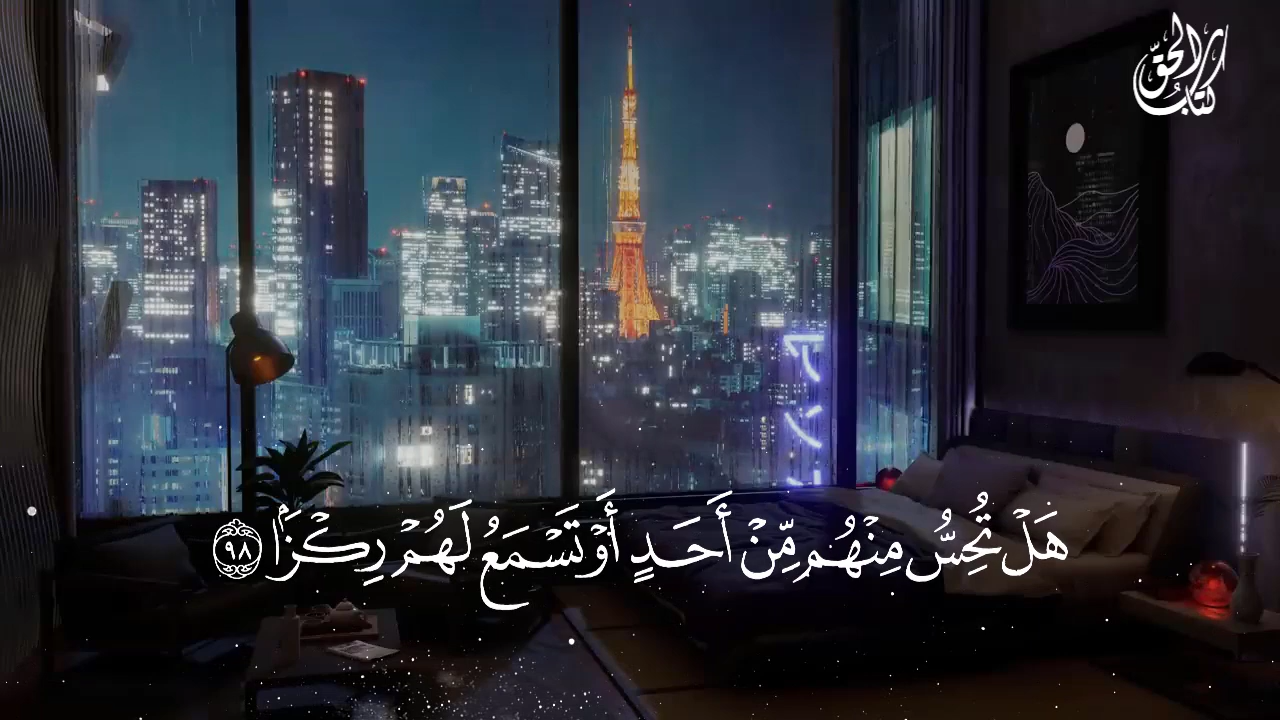 كتاب الحق
هَلْ تُحِسُّ مِنْهُم مِّنْ أَحَدٍ أَوْ تَسْمَعُ لَهُمْ رِكْزًۢا ٩٨